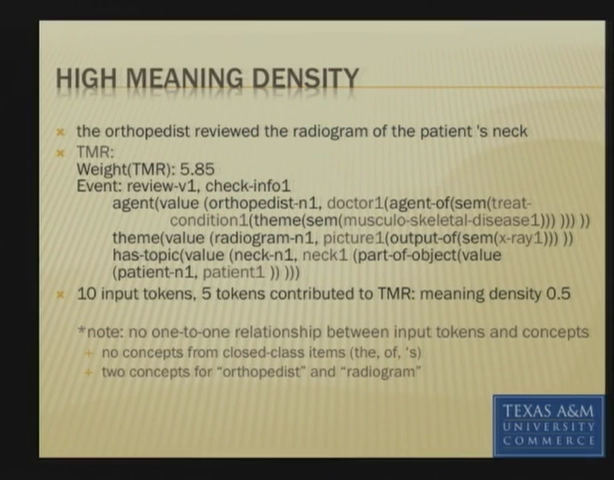 HIGH MEANING DENSITY
the orthopedist reviewed the radiogram of the patient 's neck
TMR:
Weight(TMR): 5.85
Event: review-v1, check-info1
agent(value (orthopedist-n1, doctor1(agent-of(sem(treat-
condition1(theme(sem(musculo-skeletal-disease1))) ))) ))
theme(value (radiogram-n1, picture1(output-of(sem(x-ray1))) ))
has-topic(value (neck-n1, neck1 (part-of-object(value
(patient-n1, patient1 )) )))
10 input tokens, 5 tokens contributed to TMR: meaning density 0.5
*note: no one-to-one relationship between input tokens and concepts
+ no concepts from closed-class items (the, of, 's)
+ two concepts for “orthopedist” and “radiogram”
TEXAS A&M
UNIVERSITY
COMMERCE